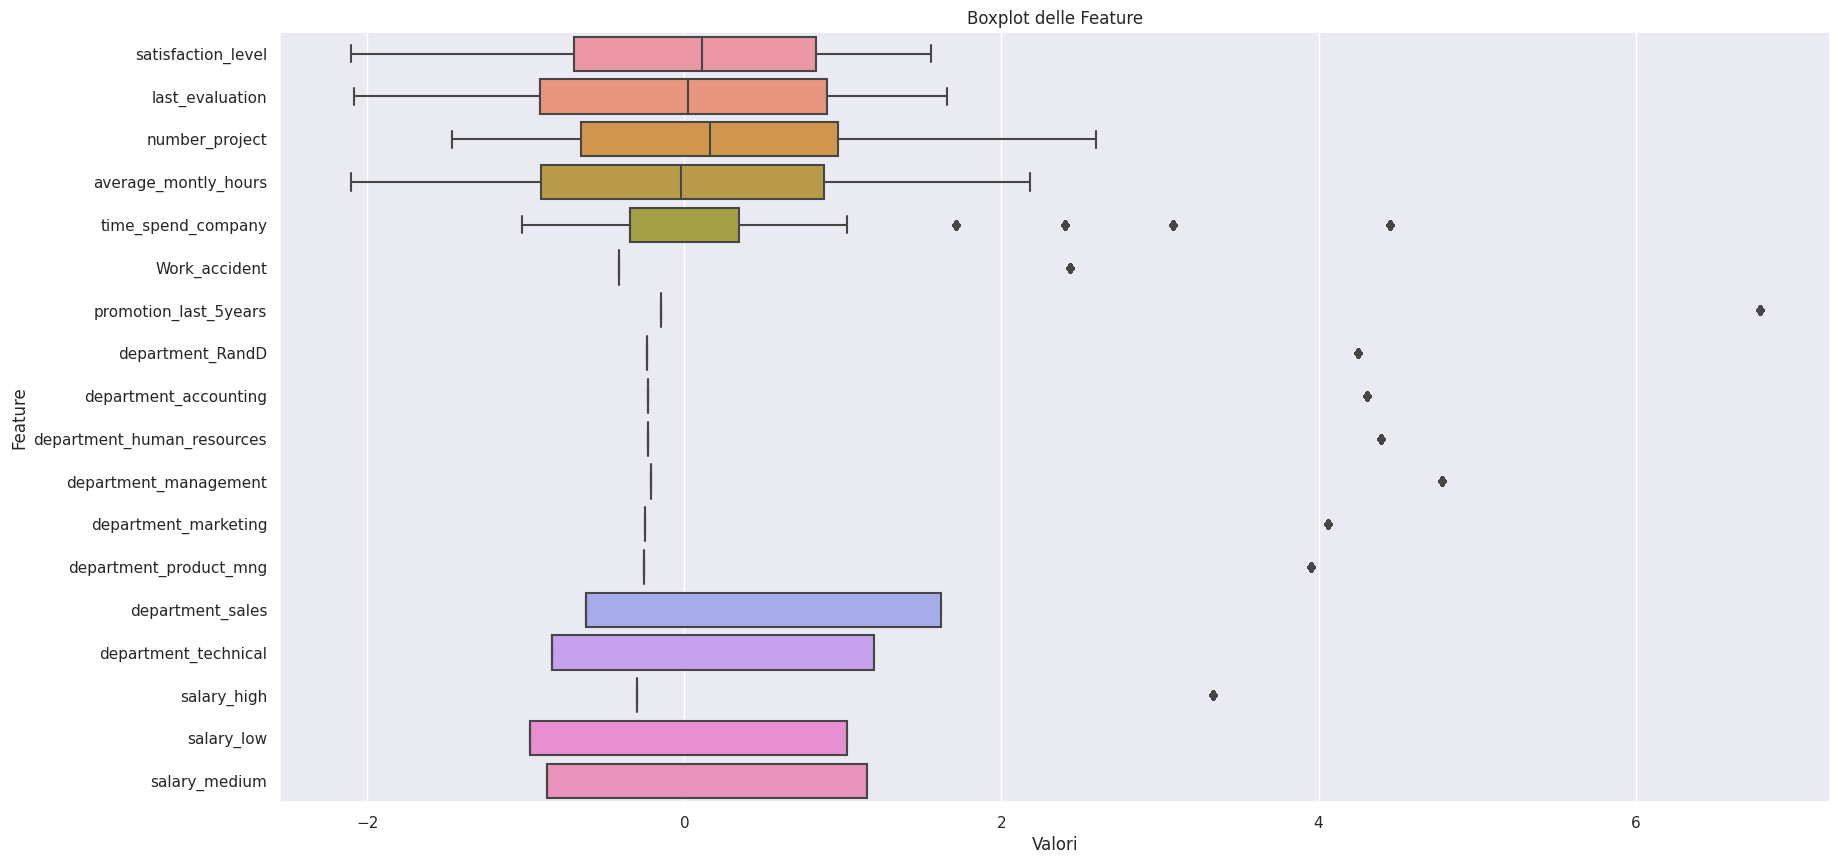 Boxplot delle Feature
satisfaction_level
last_evaluation
number_project
average_montly_hours
time_spend_company
Work_accident
promotion_last_5years
department_RandD
department_accounting
department_human_resources
department_management
department_marketing
department_product_mng
department_sales
department_technical
salary_high
salary_low
salary_medium
Feature
−2 0 2 4 6
Valori